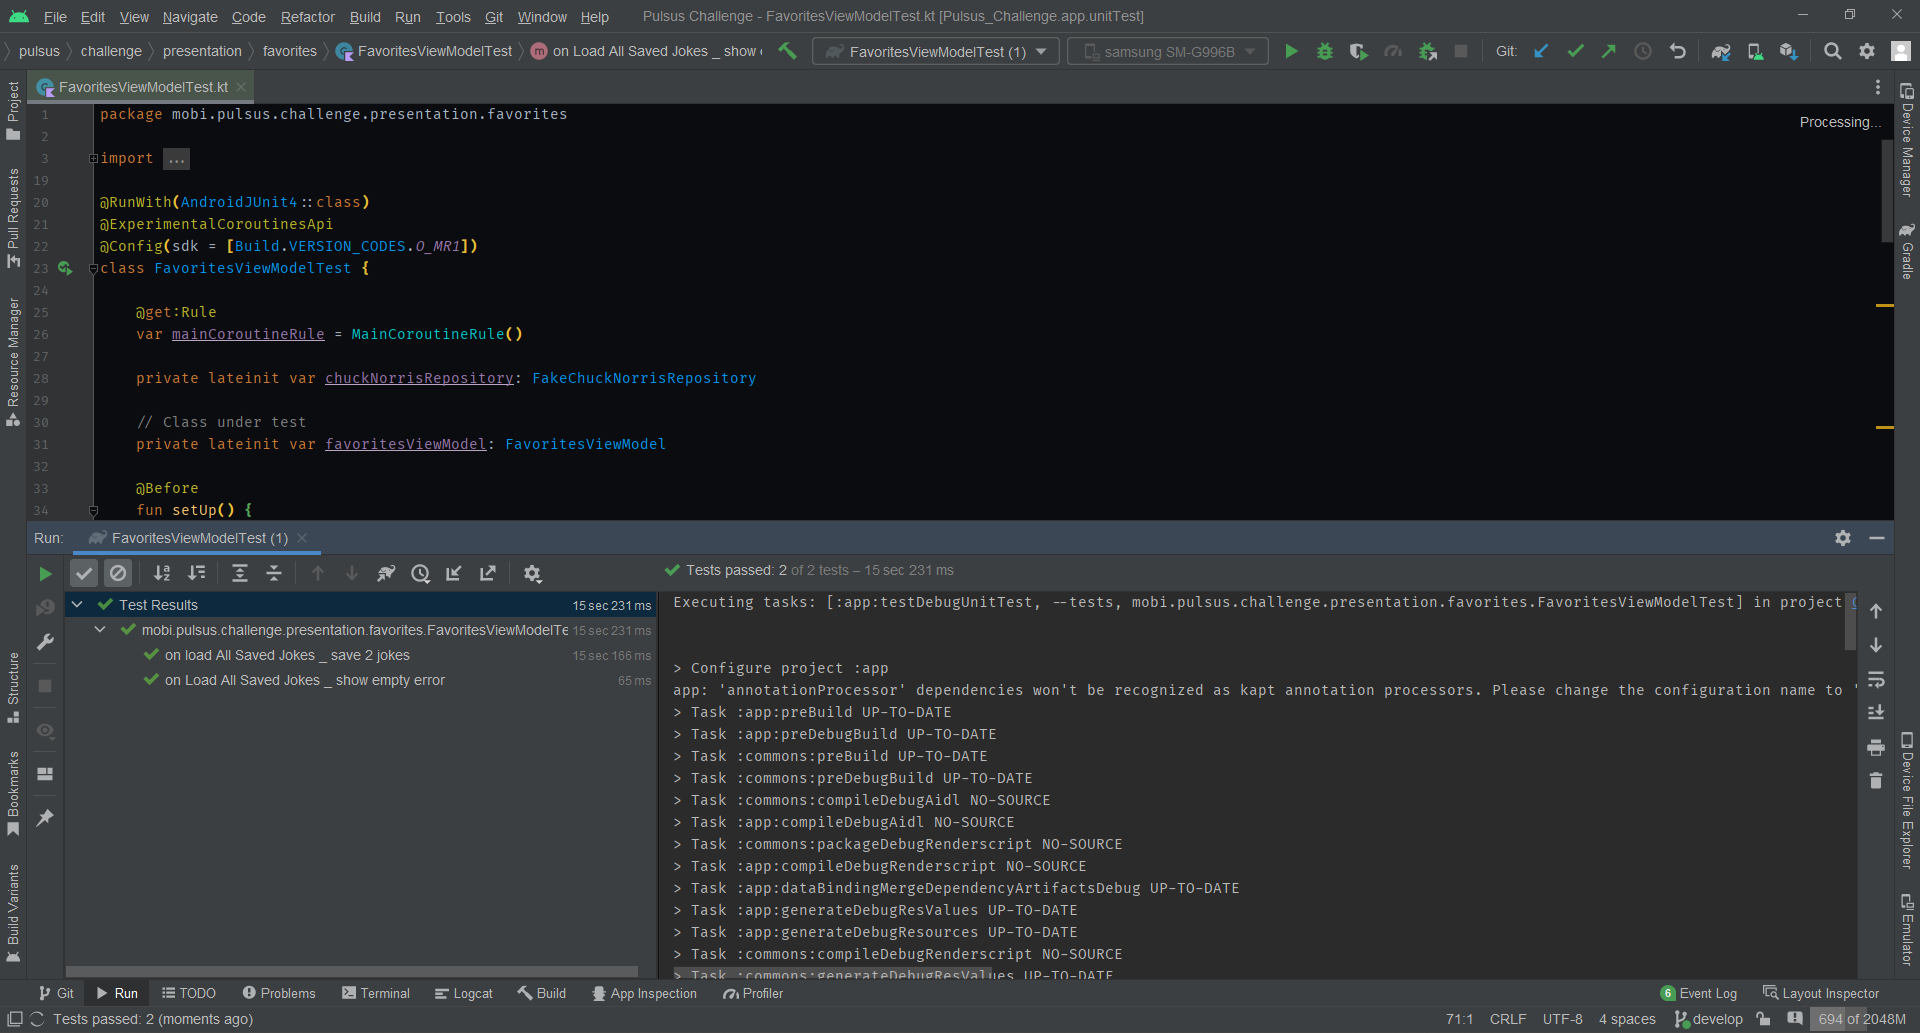 File Edit View Navigate Code Refactor Build Run Tools Git Window Help Pulsus Challenge - FavoritesViewModelTest.kt [Pulsus_Challenge.app.unitTest]
pulsus challenge presentation favorites FavoritesViewModelTest m on Load All Saved Jokes _ show FavoritesViewModelTest (1) samsung SM-G996B Git:
FavoritesViewModelTest.kt
Processing...
1 package mobi.pulsus.challenge.presentation.favorites
2
3 import ...
19
20 @RunWith(AndroidJUnit4::class)
21 @ExperimentalCoroutinesApi
22 @Config(sdk = [Build.VERSION_CODES.O_MR1])
23 class FavoritesViewModelTest {
24
25 @get:Rule
26 var mainCoroutineRule = MainCoroutineRule()
27
28 private lateinit var chuckNorrisRepository: FakeChuckNorrisRepository
29
30 // Class under test
31 private lateinit var favoritesViewModel: FavoritesViewModel
32
33 @Before
34 fun setUp() {
Project
Pull Requests
Resource Manager
Structure
Bookmarks
Build Variants
Device Manager
Gradle
Device File Explorer
Emulator
Run: FavoritesViewModelTest (1)
Tests passed: 2 of 2 tests – 15 sec 231 ms
Test Results 15 sec 231 ms
mobi.pulsus.challenge.presentation.favorites.FavoritesViewModelTe 15 sec 231 ms
on load All Saved Jokes _ save 2 jokes 15 sec 166 ms
on Load All Saved Jokes _ show empty error 65 ms
Executing tasks: [:app:testDebugUnitTest, --tests, mobi.pulsus.challenge.presentation.favorites.FavoritesViewModelTest] in project
> Configure project :app
app: 'annotationProcessor' dependencies won't be recognized as kapt annotation processors. Please change the configuration name to '
> Task :app:preBuild UP-TO-DATE
> Task :app:preDebugBuild UP-TO-DATE
> Task :commons:preBuild UP-TO-DATE
> Task :commons:preDebugBuild UP-TO-DATE
> Task :commons:compileDebugAidl NO-SOURCE
> Task :app:compileDebugAidl NO-SOURCE
> Task :commons:packageDebugRenderscript NO-SOURCE
> Task :app:compileDebugRenderscript NO-SOURCE
> Task :app:dataBindingMergeDependencyArtifactsDebug UP-TO-DATE
> Task :app:generateDebugResValues UP-TO-DATE
> Task :app:generateDebugResources UP-TO-DATE
> Task :commons:compileDebugRenderscript NO-SOURCE
> Task :commons:generateDebugResValues UP-TO-DATE
Git Run TODO Problems Terminal Logcat Build App Inspection Profiler 6 Event Log Layout Inspector
Tests passed: 2 (moments ago) 71:1 CRLF UTF-8 4 spaces develop 694 of 2048M